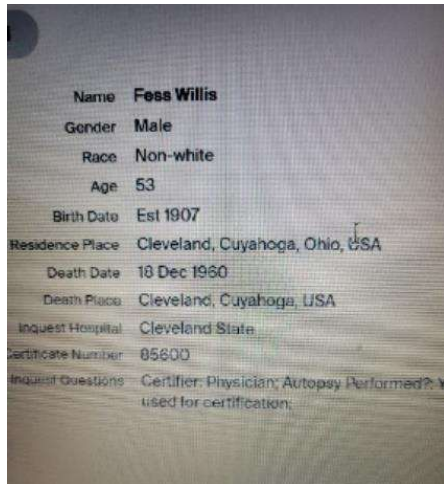 Name Fess Willis
Gender Male
Race Non-white
Age 53
Birth Date Est 1907
Residence Place Cleveland, Cuyahoga, Ohio, USA
Death Date 18 Dec 1960
Death Place Cleveland, Cuyahoga, USA
Inquest Hospital Cleveland State
Certificate Number 85600
Inquest Questions Certifier: Physician; Autopsy Performed?: Y
used for certification;